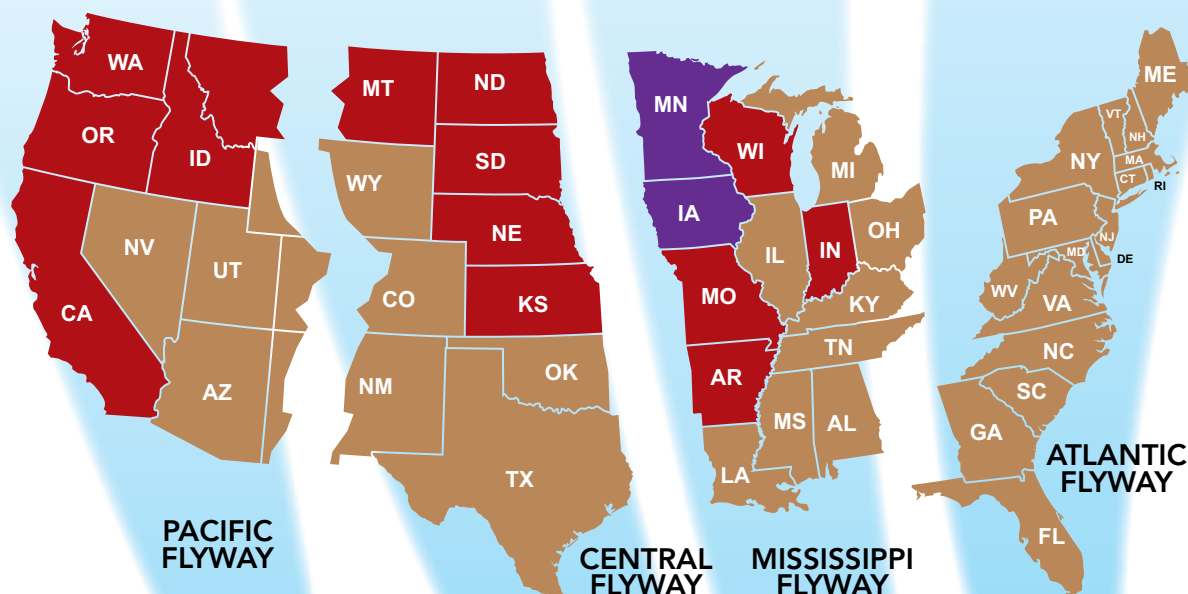 WA
OR
ID
NV
UT
CA
AZ
PACIFIC
FLYWAY
MT
ND
SD
WY
NE
CO
KS
NM
OK
TX
CENTRAL
FLYWAY
MN
WI
MI
IA
IL
IN
OH
MO
KY
TN
AR
MS
AL
LA
MISSISSIPPI
FLYWAY
ME
VT
NH
NY
MA
CT
RI
PA
NJ
MD
DE
WV
VA
NC
SC
GA
FL
ATLANTIC
FLYWAY